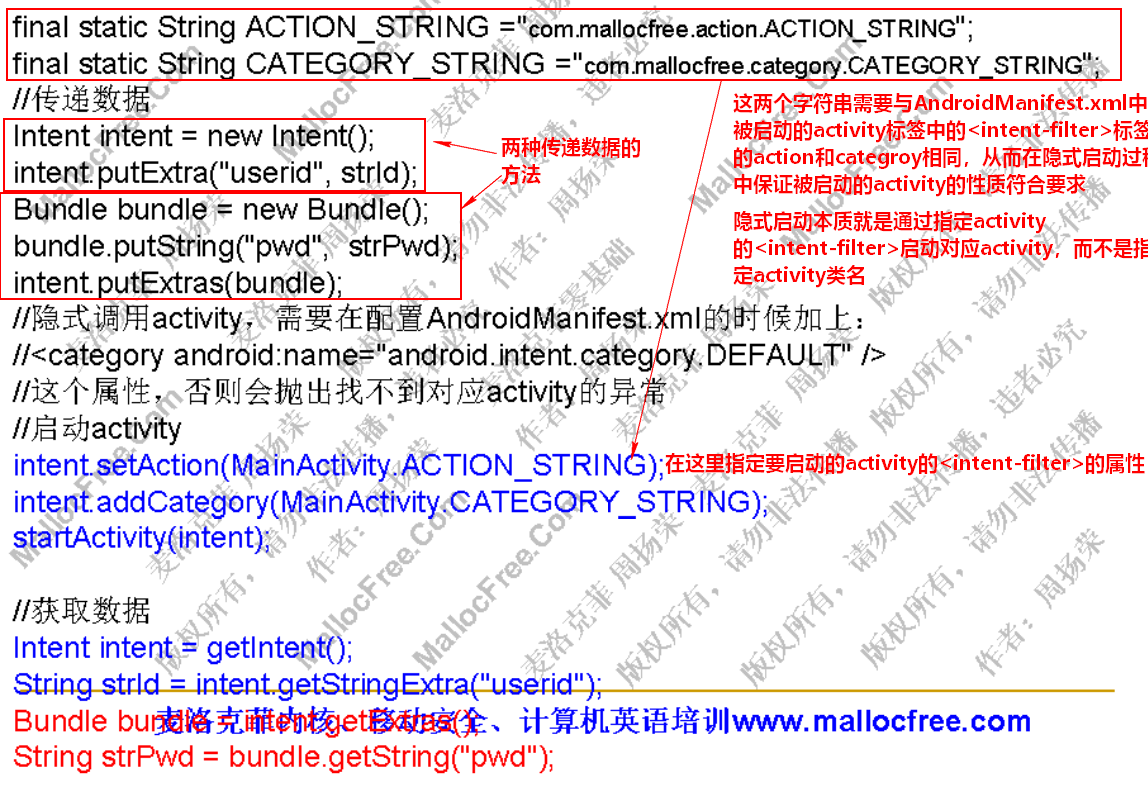 final static String ACTION_STRING ="com.mallocfree.action.ACTION_STRING";
final static String CATEGORY_STRING ="com.mallocfree.category.CATEGORY_STRING";
//传递数据
Intent intent = new Intent();
intent.putExtra("userid", strId);
Bundle bundle = new Bundle();
bundle.putString("pwd", strPwd);
intent.putExtras(bundle);
两种传递数据的
方法
这两个字符串需要与AndroidManifest.xml中
被启动的activity标签中的<intent-filter>标签
的action和categroy相同，从而在隐式启动过程
中保证被启动的activity的性质符合要求
隐式启动本质就是通过指定activity
的<intent-filter>启动对应activity，而不是指
定activity类名
//隐式调用activity，需要在配置AndroidManifest.xml的时候加上：
//<category android:name="android.intent.category.DEFAULT" />
//这个属性，否则会抛出找不到对应activity的异常
//启动activity
intent.setAction(MainActivity.ACTION_STRING);
在这里指定要启动的activity的<intent-filter>的属性
intent.addCategory(MainActivity.CATEGORY_STRING);
startActivity(intent);
//获取数据
Intent intent = getIntent();
String strId = intent.getStringExtra("userid");
Bundle bundle = intent.getExtras();
麦洛克菲内核、移动安全、计算机英语培训www.mallocfree.com
String strPwd = bundle.getString("pwd");